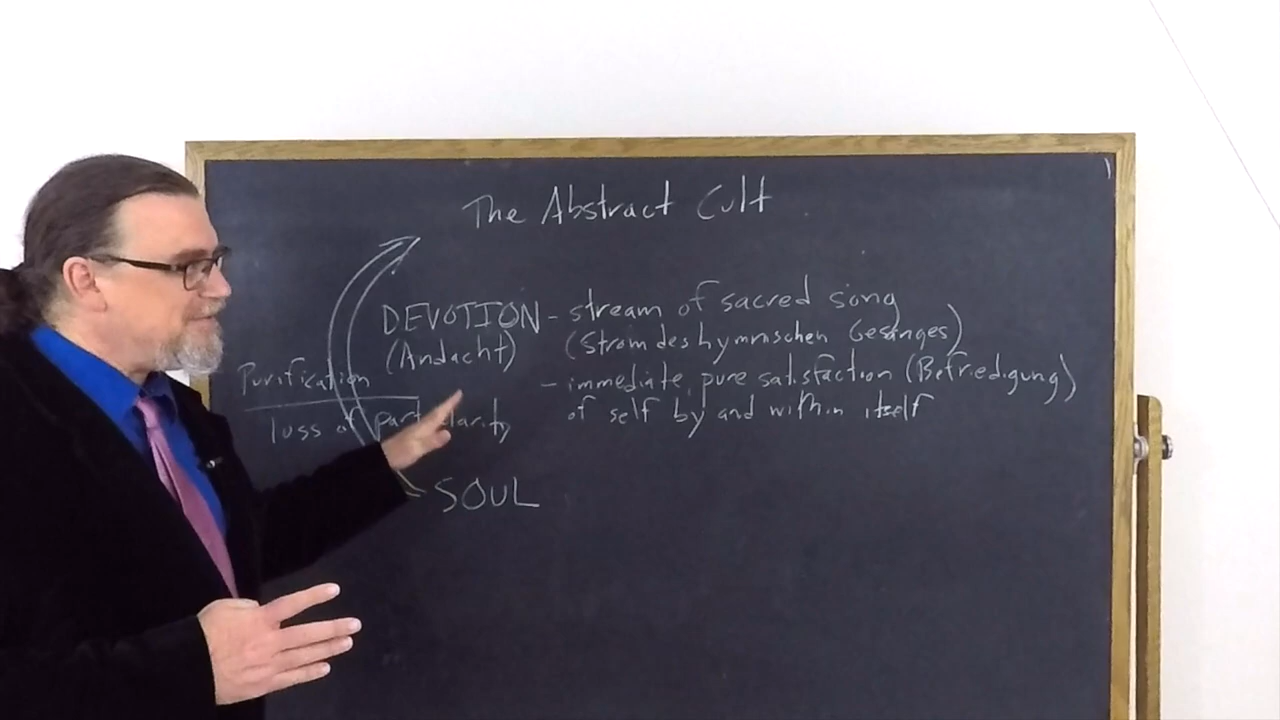 The Abstract Cult
DEVOTION - stream of sacred song
(Andacht) (Strom des hymnischen Gesanges)
Purification - immediate, pure satisfaction (Befriedigung)
loss of particularity of self by and within itself
SOUL